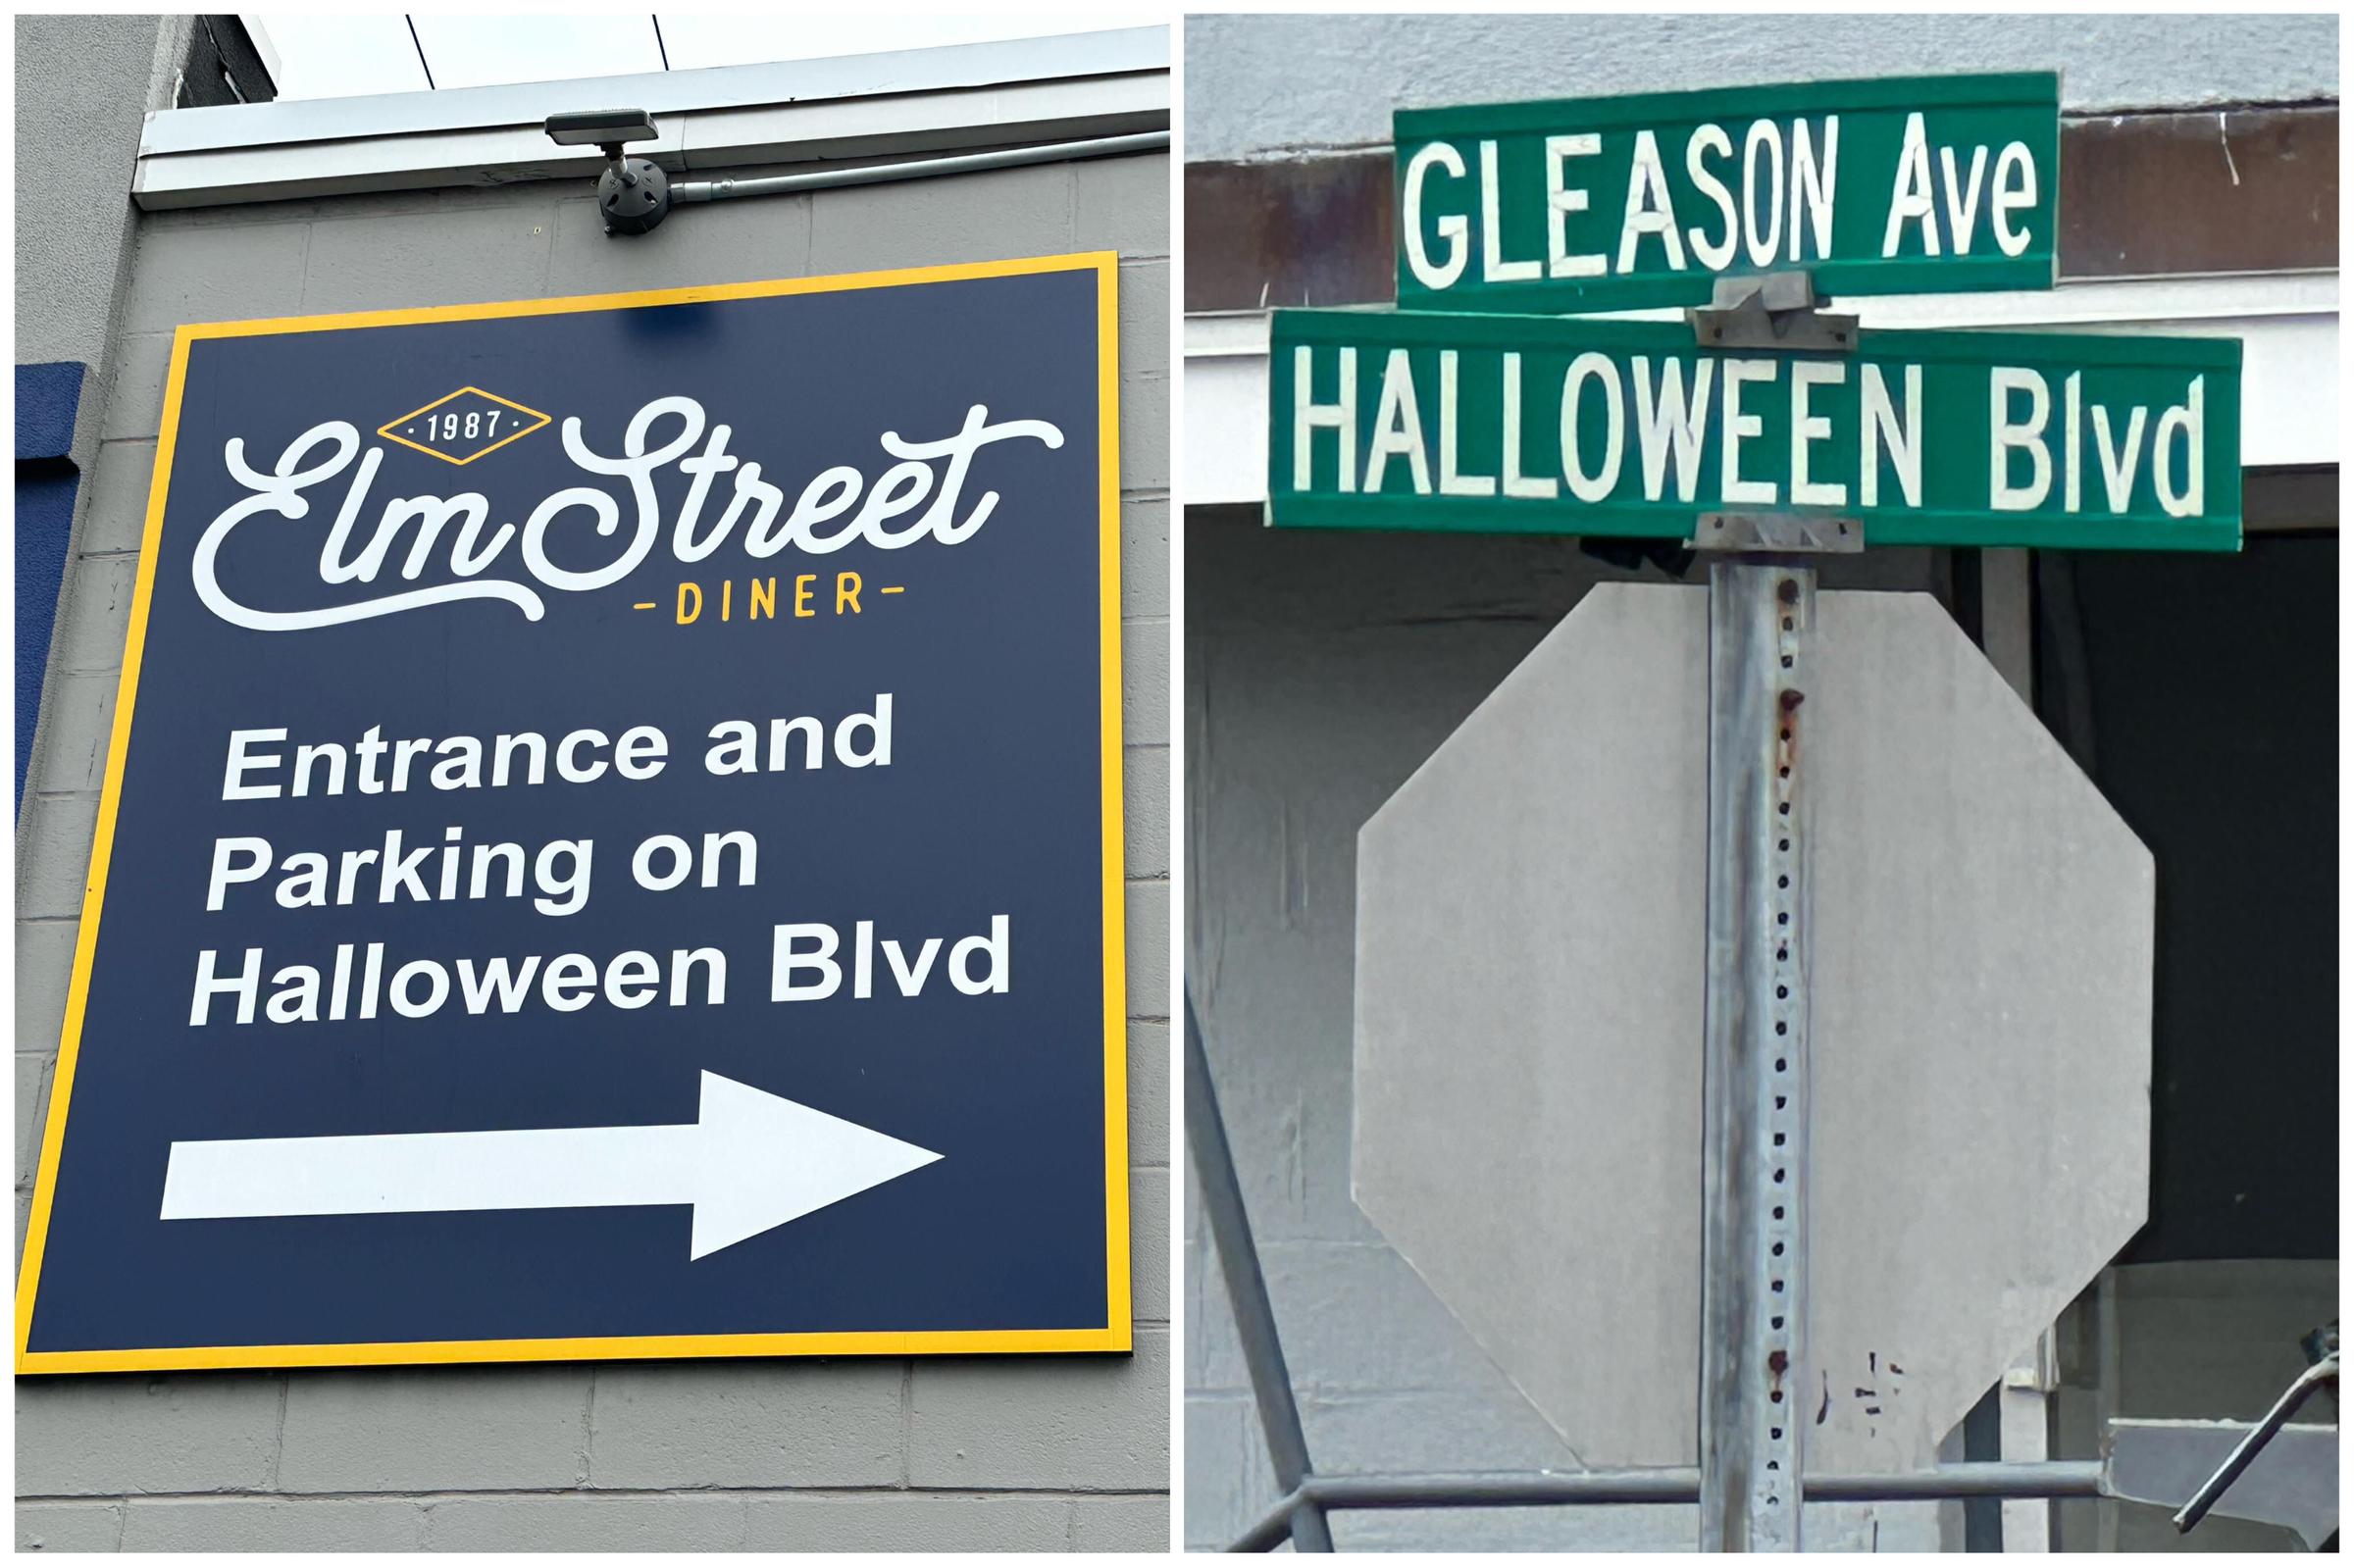 · 1987 ·
Elm Street
- DINER -
Entrance and
Parking on
Halloween Blvd
GLEASON Ave
HALLOWEEN Blvd